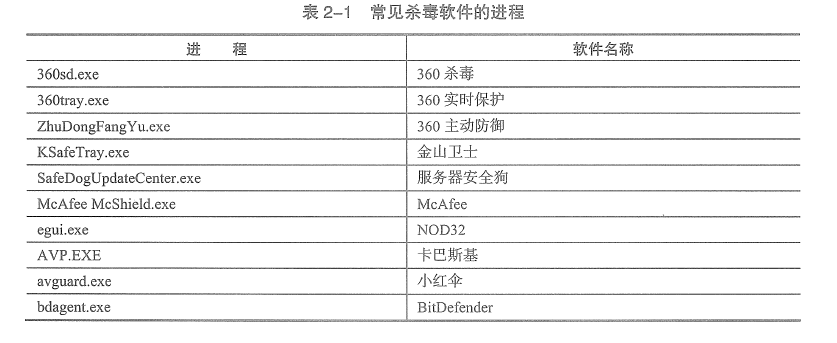 表2-1 常见杀毒软件的进程
进 程 软件名称
360sd.exe 360 杀毒
360tray.exe 360 实时保护
ZhuDongFangYu.exe 360 主动防御
KSafeTray.exe 金山卫士
SafeDogUpdateCenter.exe 服务器安全狗
McAfee McShield.exe McAfee
egui.exe NOD32
AVP.EXE 卡巴斯基
avguard.exe 小红伞
bdagent.exe BitDefender